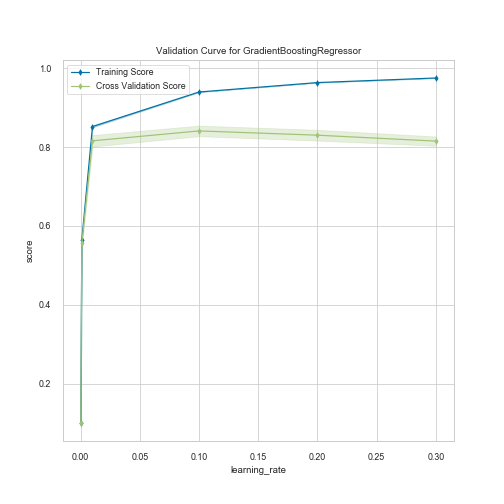 Validation Curve for GradientBoostingRegressor
Training Score
Cross Validation Score
1.0
0.8
0.6
0.4
0.2
score
0.00 0.05 0.10 0.15 0.20 0.25 0.30
learning_rate